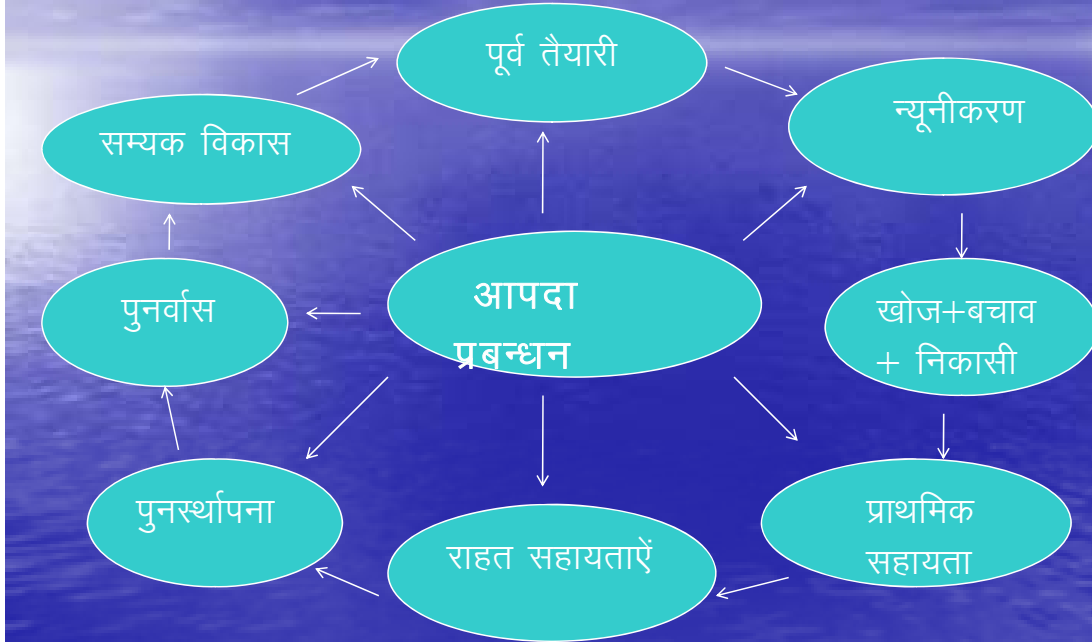 पूर्व तैयारी
न्यूनीकरण
सम्यक विकास
आपदा
प्रबन्धन
पुनर्वास
खोज+बचाव
+ निकासी
पुनर्स्थापना
राहत सहायताऐं
प्राथमिक
सहायता